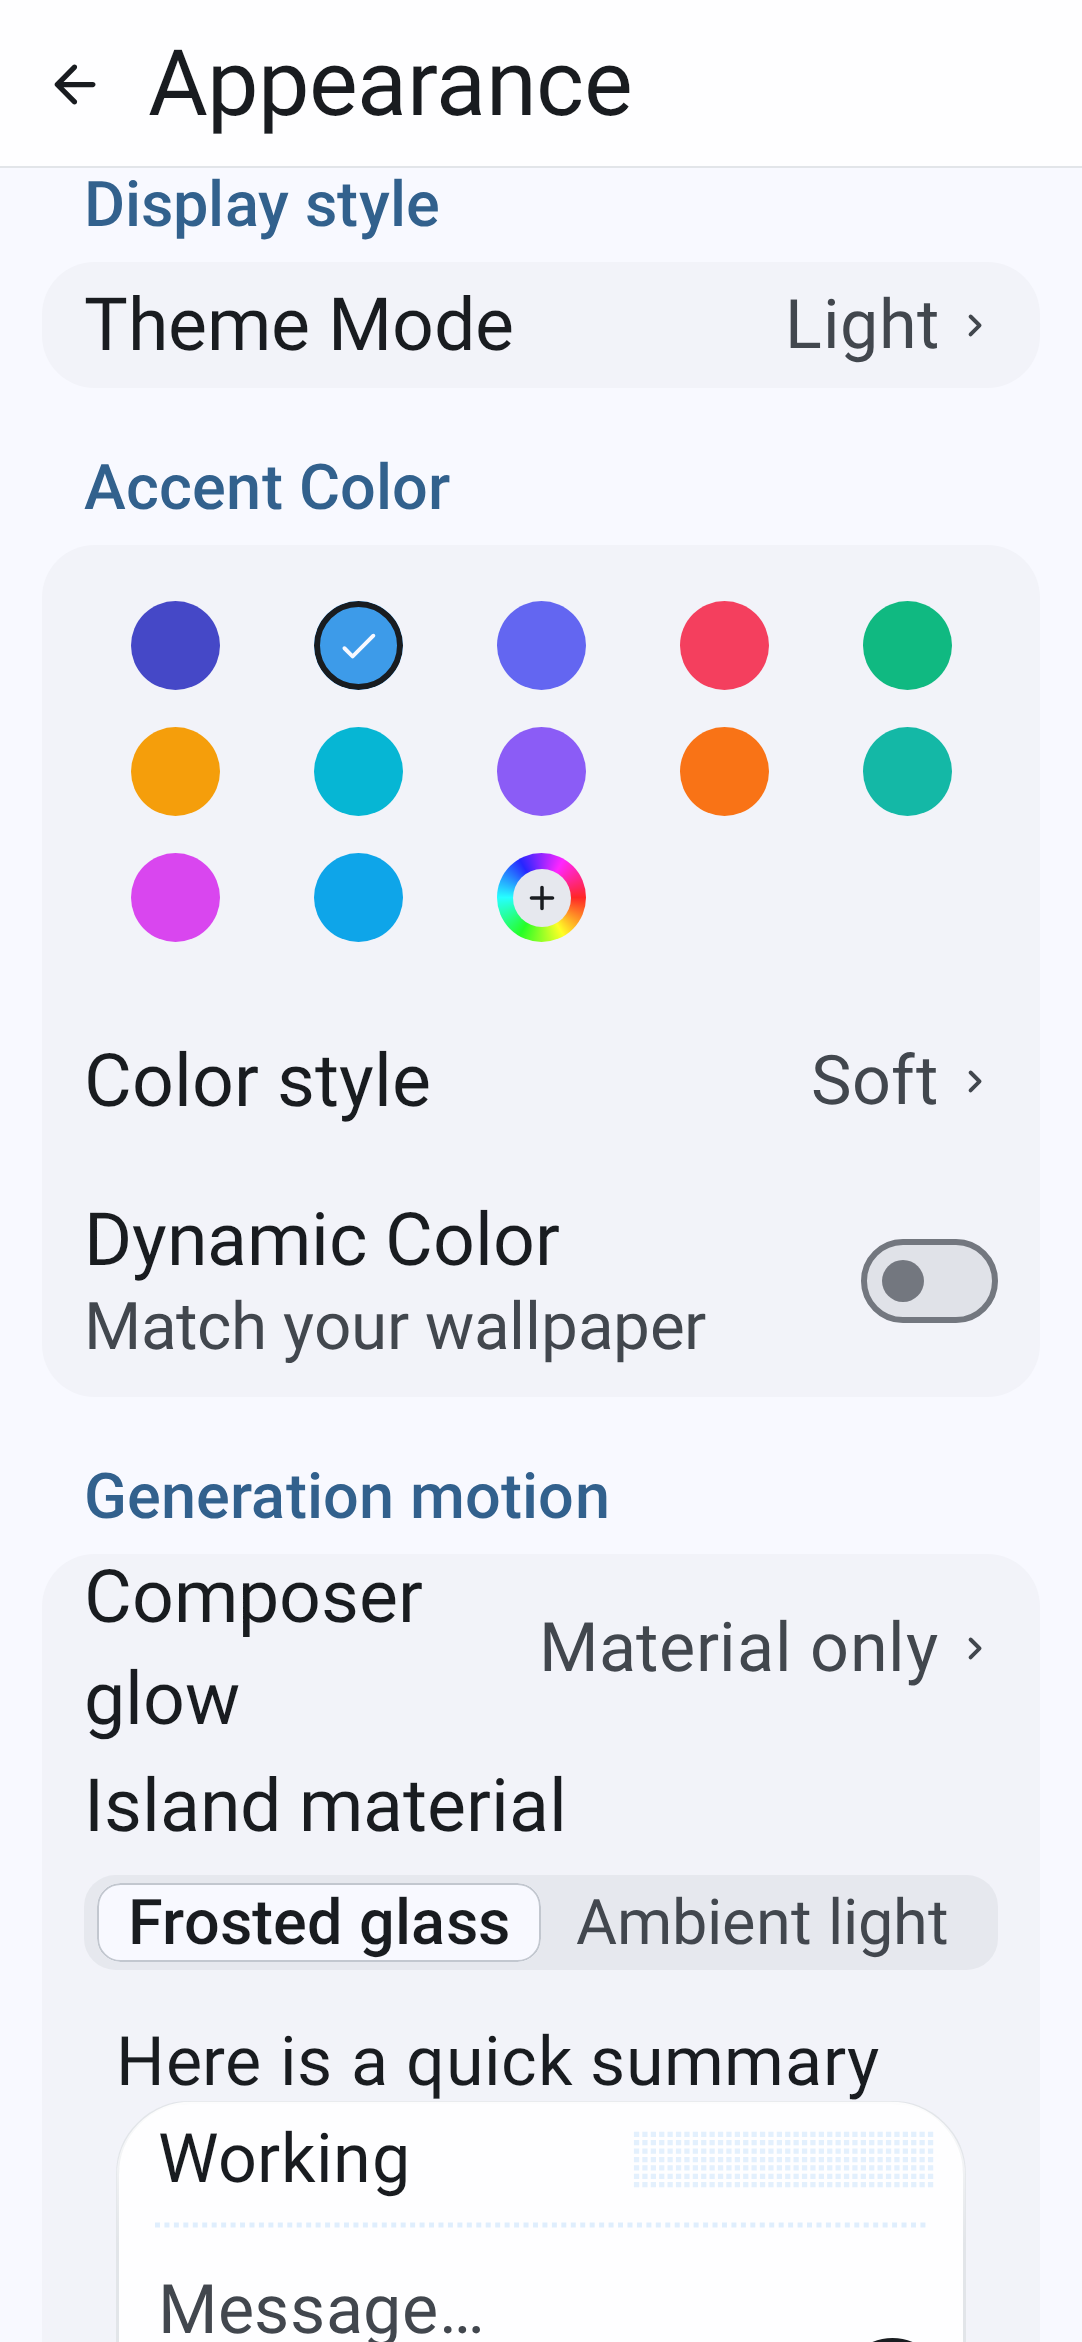 Appearance
Display style
Theme Mode
Light
Accent Color
Color style
Soft
Dynamic Color
Match your wallpaper
Generation motion
Composer
glow
Material only
Island material
Frosted glass
Ambient light
Here is a quick summary
Working
Message…